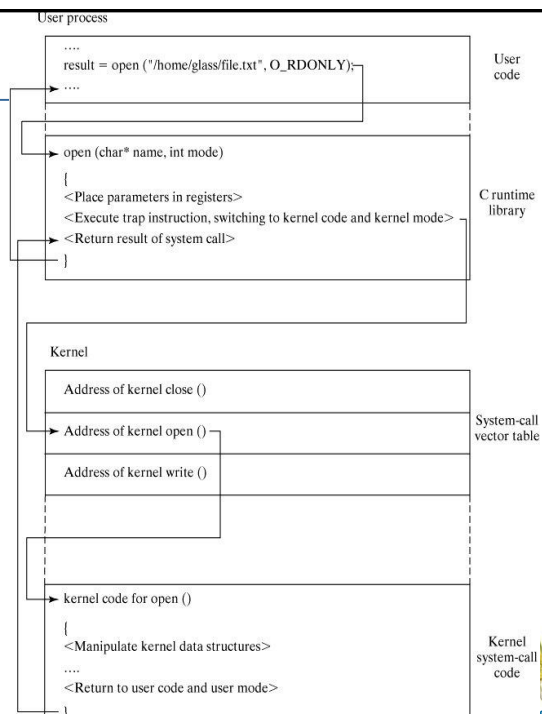 User process
....
result = open ("/home/glass/file.txt", O_RDONLY);
....
User
code
open (char* name, int mode)
{
<Place parameters in registers>
<Execute trap instruction, switching to kernel code and kernel mode>
<Return result of system call>
}
C runtime
library
Kernel
Address of kernel close ()
Address of kernel open ()
Address of kernel write ()
System-call
vector table
kernel code for open ()
{
<Manipulate kernel data structures>
....
<Return to user code and user mode>
}
Kernel
system-call
code